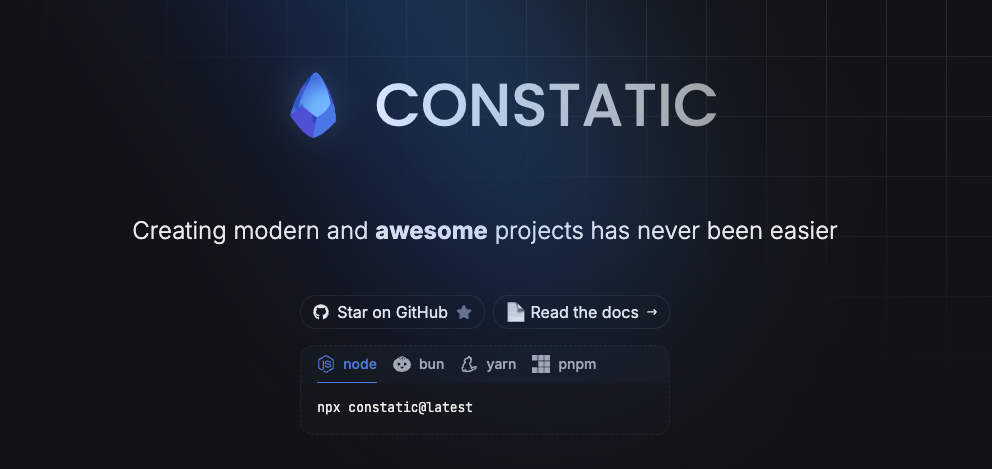 CONSTATIC
Creating modern and awesome projects has never been easier
Star on GitHub Read the docs →
node bun yarn pnpm
npx constatic@latest